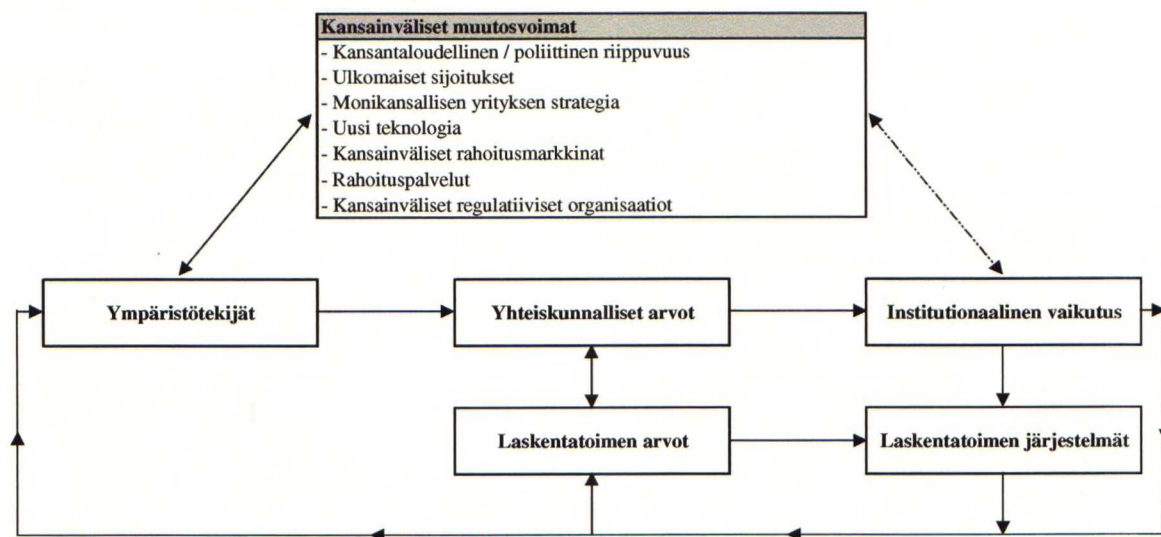 Kansainväliset muutosvoimat
- Kansantaloudellinen / poliittinen riippuvuus
- Ulkomaiset sijoitukset
- Monikansallisen yrityksen strategia
- Uusi teknologia
- Kansainväliset rahoitusmarkkinat
- Rahoituspalvelut
- Kansainväliset regulatiiviset organisaatiot
Ympäristötekijät
Yhteiskunnalliset arvot
Institutionaalinen vaikutus
Laskentatoimen arvot
Laskentatoimen järjestelmät